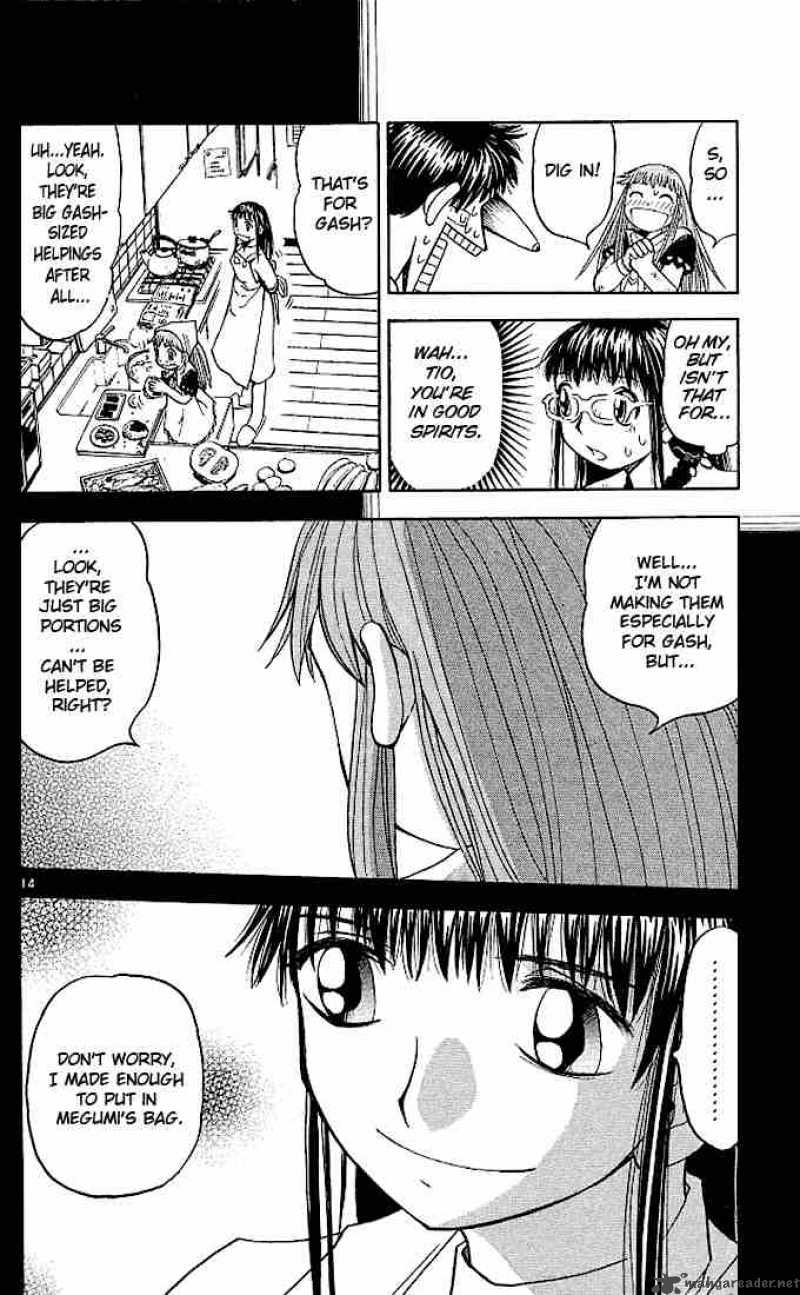 S,
SO
...
DIG IN!
OH MY,
BUT
ISN'T
THAT
FOR...
WAH...
TIO,
YOU'RE
IN GOOD
SPIRITS.
THAT'S
FOR
GASH?
UH...YEAH.
LOOK,
THEY'RE
BIG GASH-
SIZED
HELPINGS
AFTER
ALL...
WELL...
I'M NOT
MAKING THEM
ESPECIALLY
FOR GASH,
BUT...
...
LOOK,
THEY'RE
JUST BIG
PORTIONS
...
CAN'T BE
HELPED,
RIGHT?
14
.........
DON'T WORRY,
I MADE ENOUGH
TO PUT IN
MEGUMI'S BAG.
mangareader.net